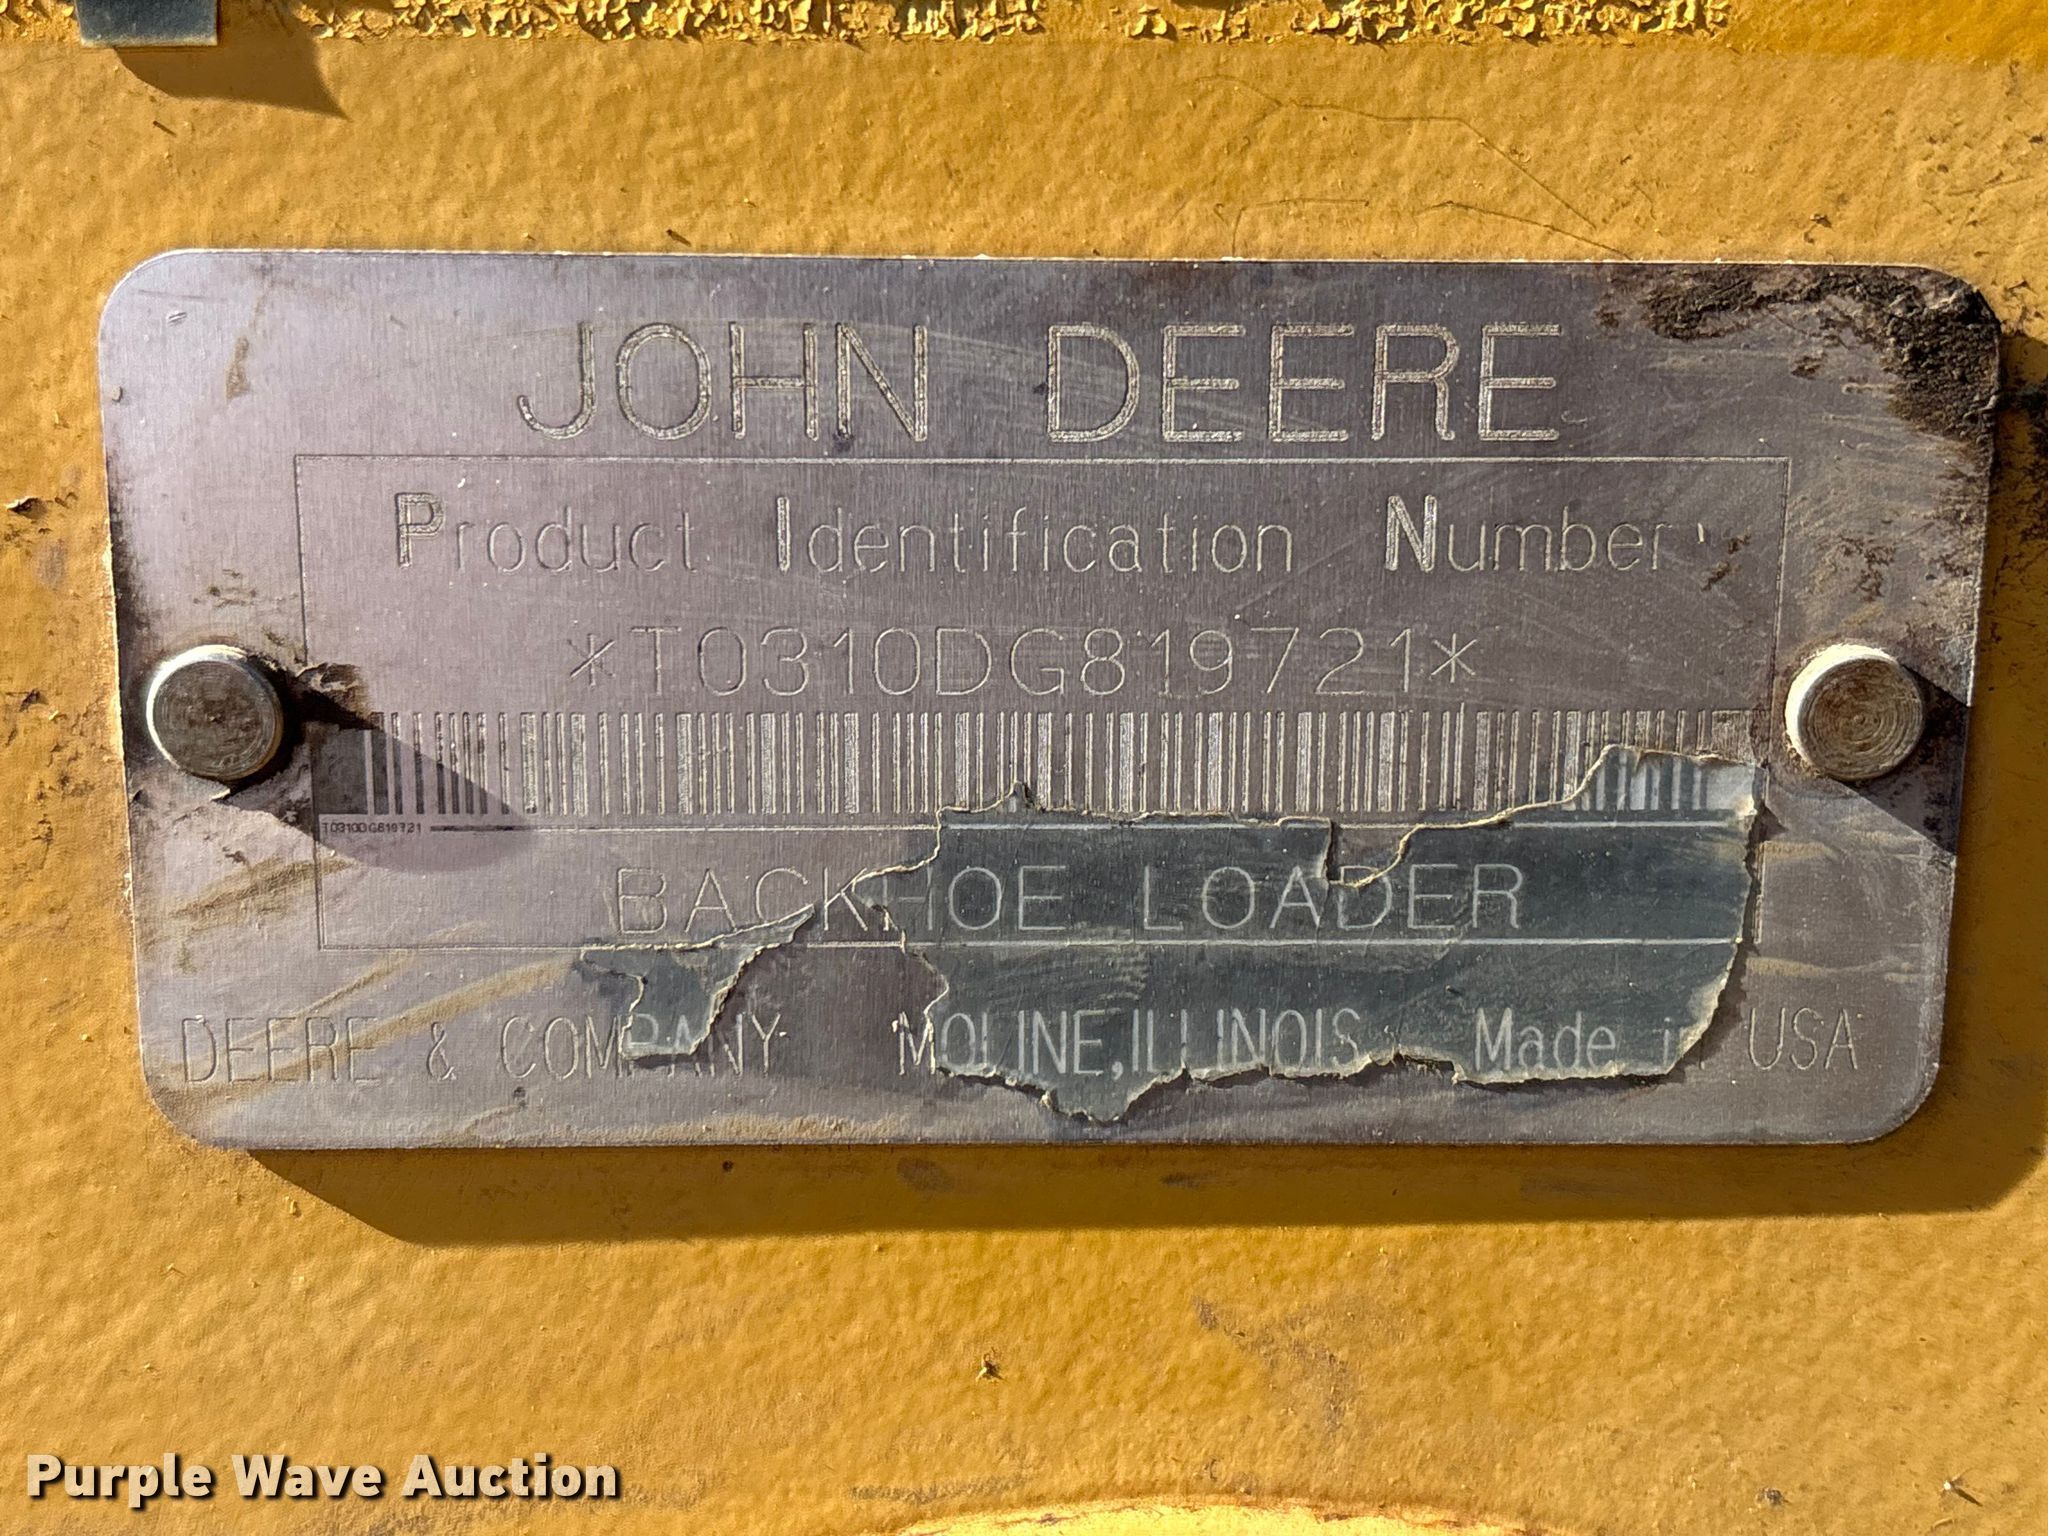 JOHN DEERE
Product Identification Number
*T0310DG819721*
T0310DG819721
BACKHOE LOADER
DEERE & COMPANY MOLINE, ILLINOIS Made in USA
Purple Wave Auction